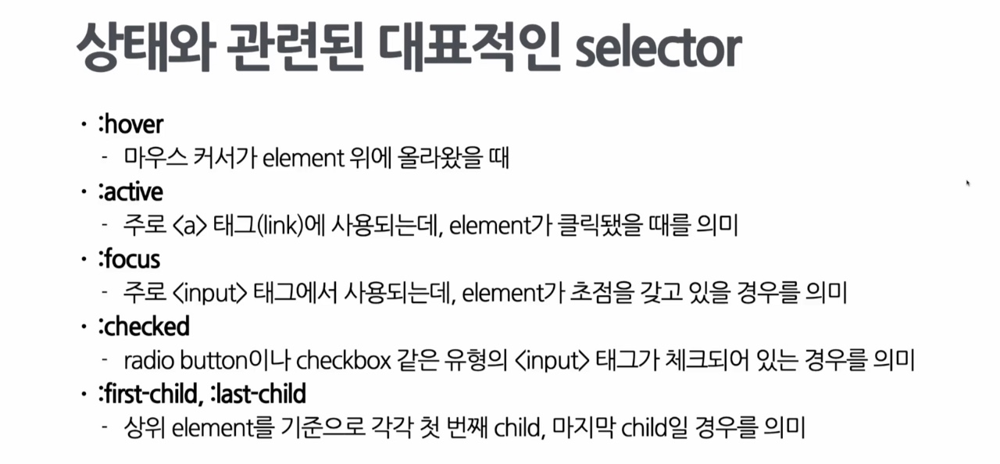 상태와 관련된 대표적인 selector
• :hover
- 마우스 커서가 element 위에 올라왔을 때
• :active
- 주로 <a> 태그(link)에 사용되는데, element가 클릭됐을 때를 의미
• :focus
- 주로 <input> 태그에서 사용되는데, element가 초점을 갖고 있을 경우를 의미
• :checked
- radio button이나 checkbox 같은 유형의 <input> 태그가 체크되어 있는 경우를 의미
• :first-child, :last-child
- 상위 element를 기준으로 각각 첫 번째 child, 마지막 child일 경우를 의미